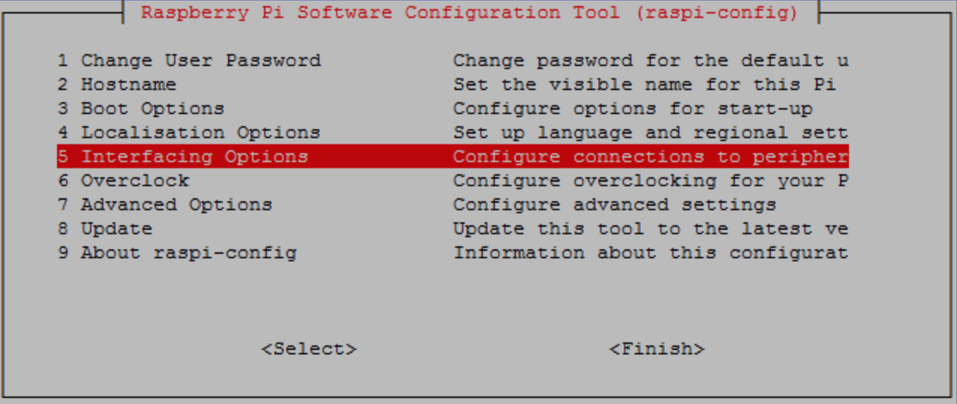 Raspberry Pi Software Configuration Tool (raspi-config)
1 Change User Password Change password for the default u
2 Hostname Set the visible name for this Pi
3 Boot Options Configure options for start-up
4 Localisation Options Set up language and regional sett
5 Interfacing Options Configure connections to peripher
6 Overclock Configure overclocking for your P
7 Advanced Options Configure advanced settings
8 Update Update this tool to the latest ve
9 About raspi-config Information about this configurat
<Select> <Finish>